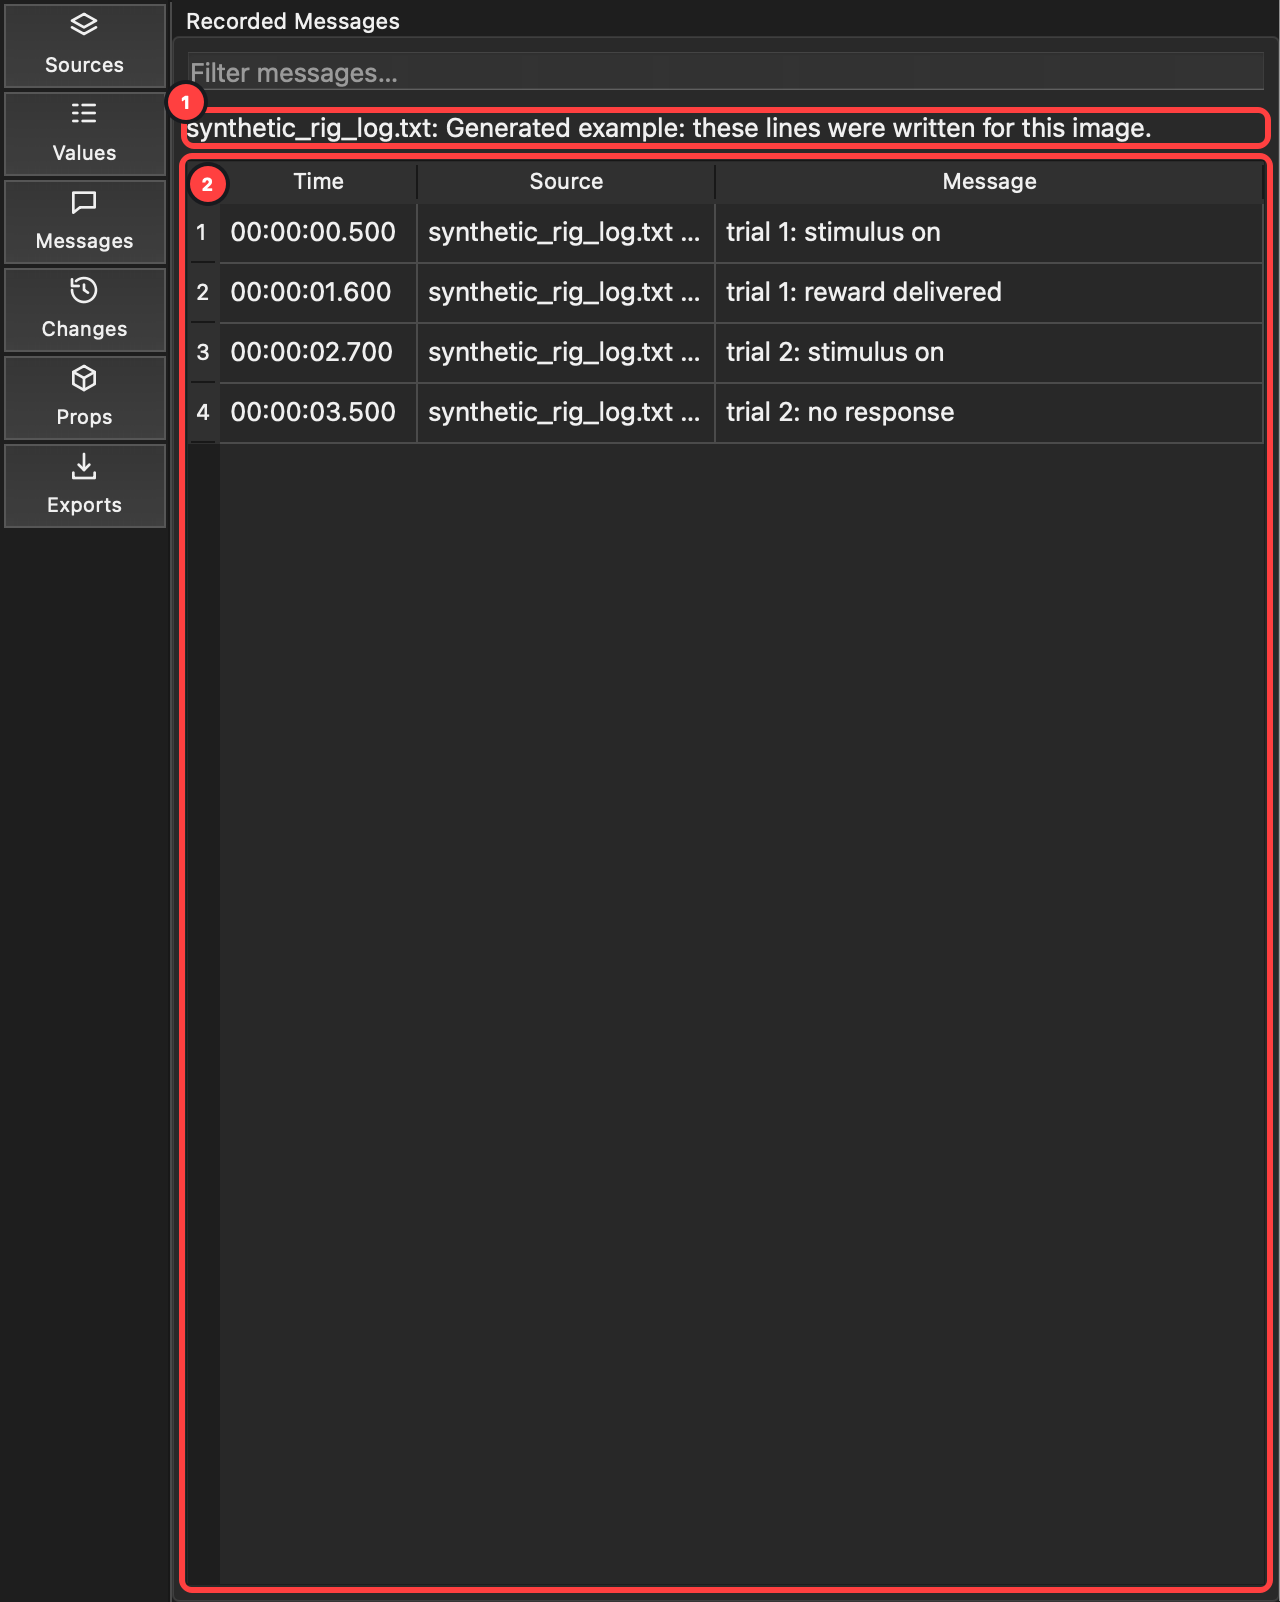 Sources
Values
Messages
Changes
Props
Exports
Recorded Messages
Filter messages...
1
synthetic_rig_log.txt: Generated example: these lines were written for this image.
2 Time Source Message
1 00:00:00.500 synthetic_rig_log.txt ... trial 1: stimulus on
2 00:00:01.600 synthetic_rig_log.txt ... trial 1: reward delivered
3 00:00:02.700 synthetic_rig_log.txt ... trial 2: stimulus on
4 00:00:03.500 synthetic_rig_log.txt ... trial 2: no response